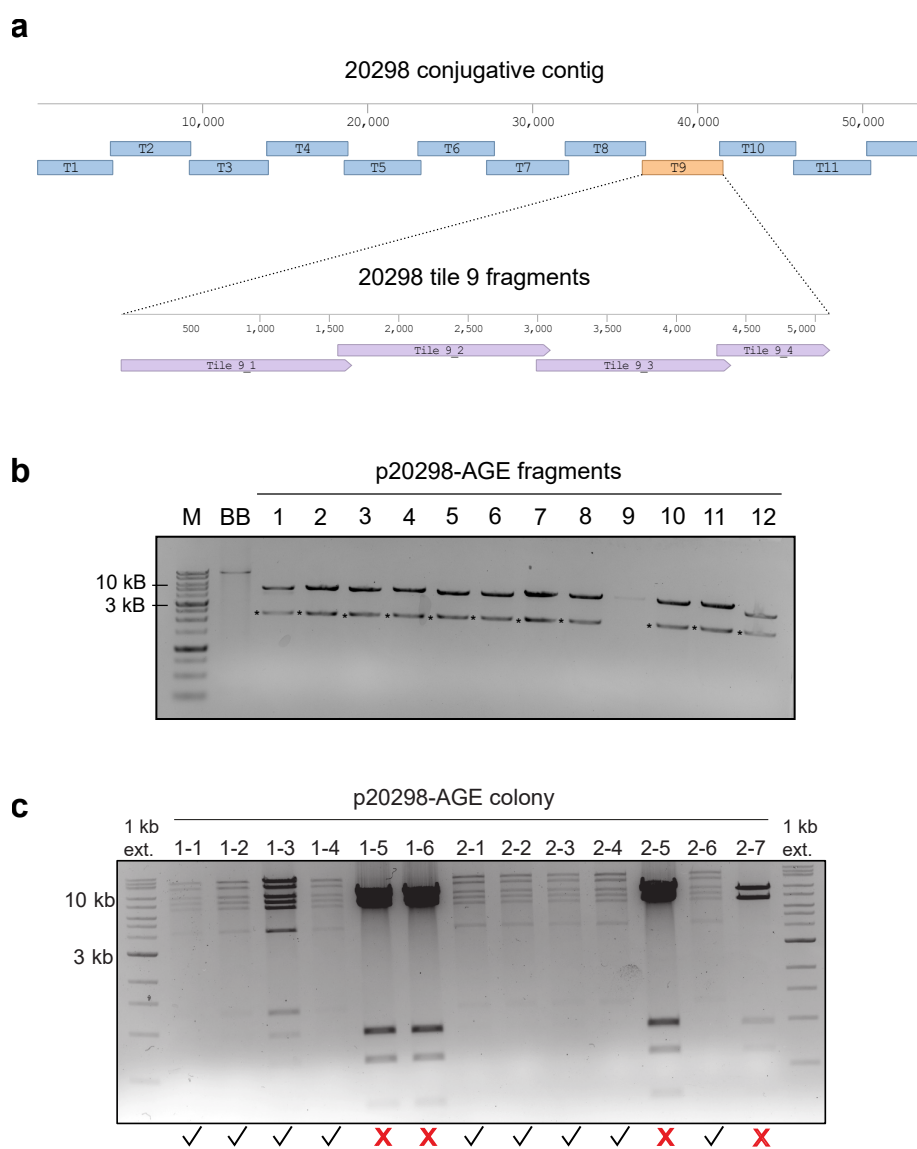 a
20298 conjugative contig
10,000 20,000 30,000 40,000 50,000
T2 T4 T6 T8 T10
T1 T3 T5 T7 T9 T11
20298 tile 9 fragments
500 1,000 1,500 2,000 2,500 3,000 3,500 4,000 4,500 5,000
Tile 9_2 Tile 9_4
Tile 9_1 Tile 9_3
b
p20298-AGE fragments
M BB 1 2 3 4 5 6 7 8 9 10 11 12
10 kB
3 kB
* * * * * * * * * * *
c
p20298-AGE colony
1 kb ext. 1-1 1-2 1-3 1-4 1-5 1-6 2-1 2-2 2-3 2-4 2-5 2-6 2-7 1 kb ext.
10 kb
3 kb
✓ ✓ ✓ ✓ X X ✓ ✓ ✓ ✓ X ✓ X